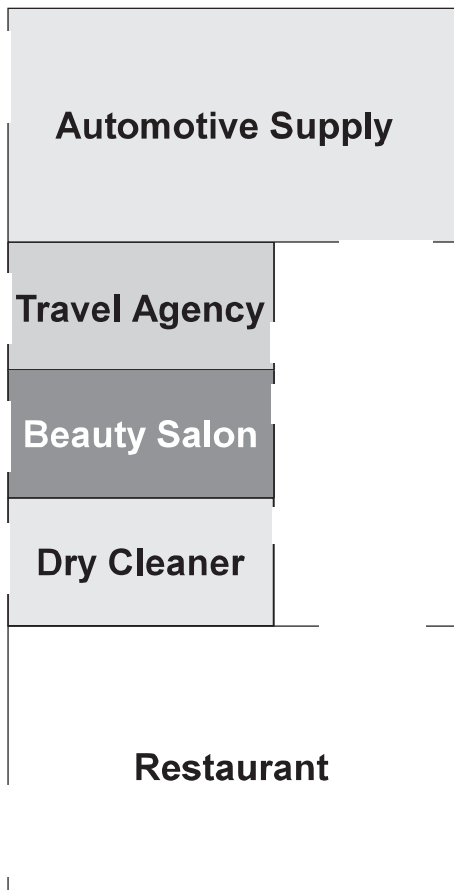 Automotive Supply
Travel Agency
Beauty Salon
Dry Cleaner
Restaurant